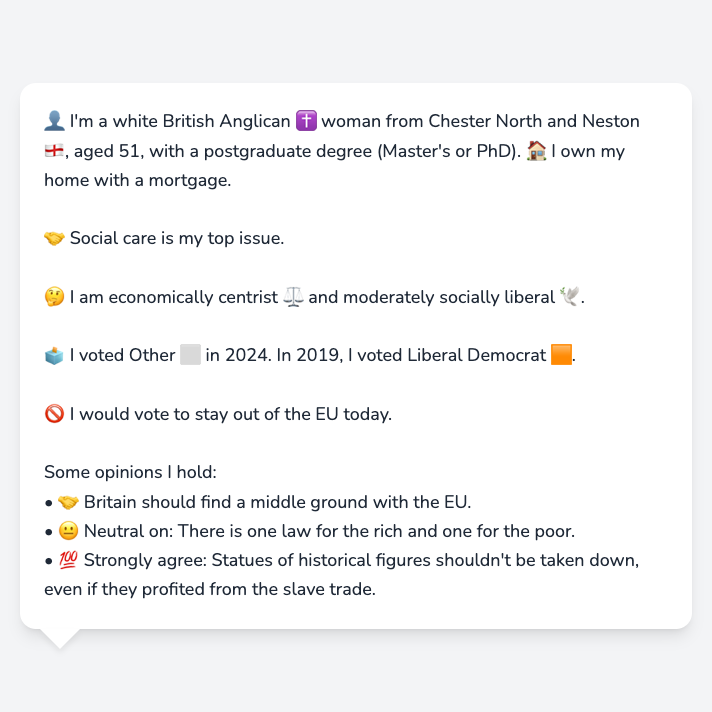 👤 I'm a white British Anglican ✝️ woman from Chester North and Neston
🏴󠁧󠁢󠁥󠁮󠁧󠁿, aged 51, with a postgraduate degree (Master's or PhD). 🏠 I own my
home with a mortgage.
🤝 Social care is my top issue.
🤔 I am economically centrist ⚖️ and moderately socially liberal 🕊️.
🗳️ I voted Other ⬜ in 2024. In 2019, I voted Liberal Democrat 🟧.
🚫 I would vote to stay out of the EU today.
Some opinions I hold:
• 🤝 Britain should find a middle ground with the EU.
• 😐 Neutral on: There is one law for the rich and one for the poor.
• 💯 Strongly agree: Statues of historical figures shouldn't be taken down,
even if they profited from the slave trade.